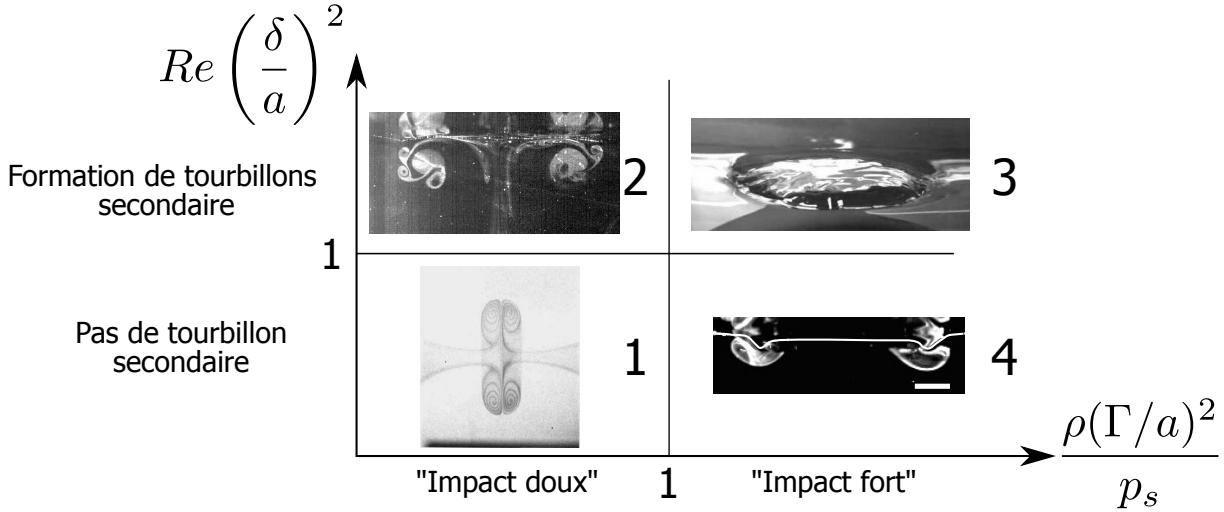 Re (δ/a)²
Formation de tourbillons
secondaire
2
3
1
Pas de tourbillon
secondaire
1
4
ρ(Γ/a)²
pₛ
"Impact doux"
1
"Impact fort"